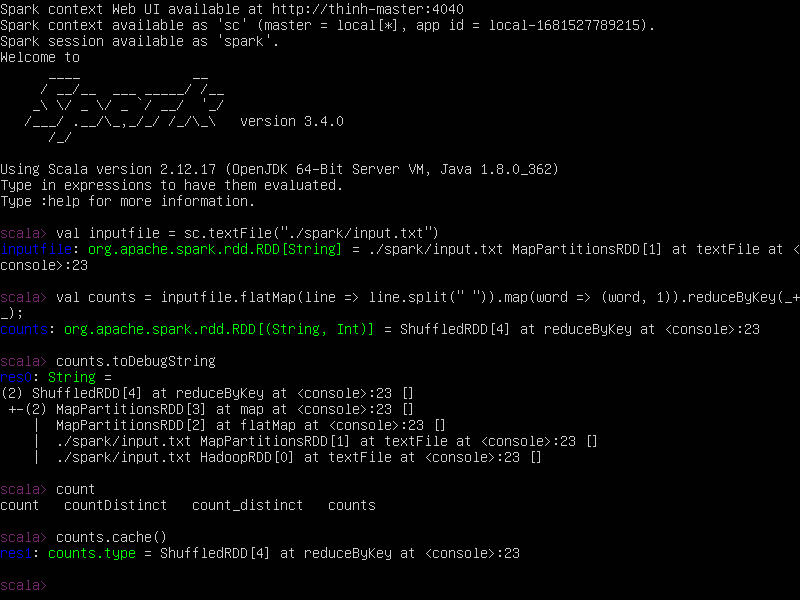 Spark context Web UI available at http://thinh-master:4040
Spark context available as 'sc' (master = local[*], app id = local-1681527789215).
Spark session available as 'spark'.
Welcome to
      ____              __
     / __/__  ___ _____/ /__
    _\ \/ _ \/ _ `/ __/  '_/
   /___/ .__/\_,_/_/ /_/\_\   version 3.4.0
      /_/
Using Scala version 2.12.17 (OpenJDK 64-Bit Server VM, Java 1.8.0_362)
Type in expressions to have them evaluated.
Type :help for more information.
scala> val inputfile = sc.textFile("./spark/input.txt")
inputfile: org.apache.spark.rdd.RDD[String] = ./spark/input.txt MapPartitionsRDD[1] at textFile at <
console>:23
scala> val counts = inputfile.flatMap(line => line.split(" ")).map(word => (word, 1)).reduceByKey(_+
_);
counts: org.apache.spark.rdd.RDD[(String, Int)] = ShuffledRDD[4] at reduceByKey at <console>:23
scala> counts.toDebugString
res0: String =
(2) ShuffledRDD[4] at reduceByKey at <console>:23 []
 +-(2) MapPartitionsRDD[3] at map at <console>:23 []
    |  MapPartitionsRDD[2] at flatMap at <console>:23 []
    |  ./spark/input.txt MapPartitionsRDD[1] at textFile at <console>:23 []
    |  ./spark/input.txt HadoopRDD[0] at textFile at <console>:23 []
scala> count
count   countDistinct   count_distinct   counts
scala> counts.cache()
res1: counts.type = ShuffledRDD[4] at reduceByKey at <console>:23
scala>